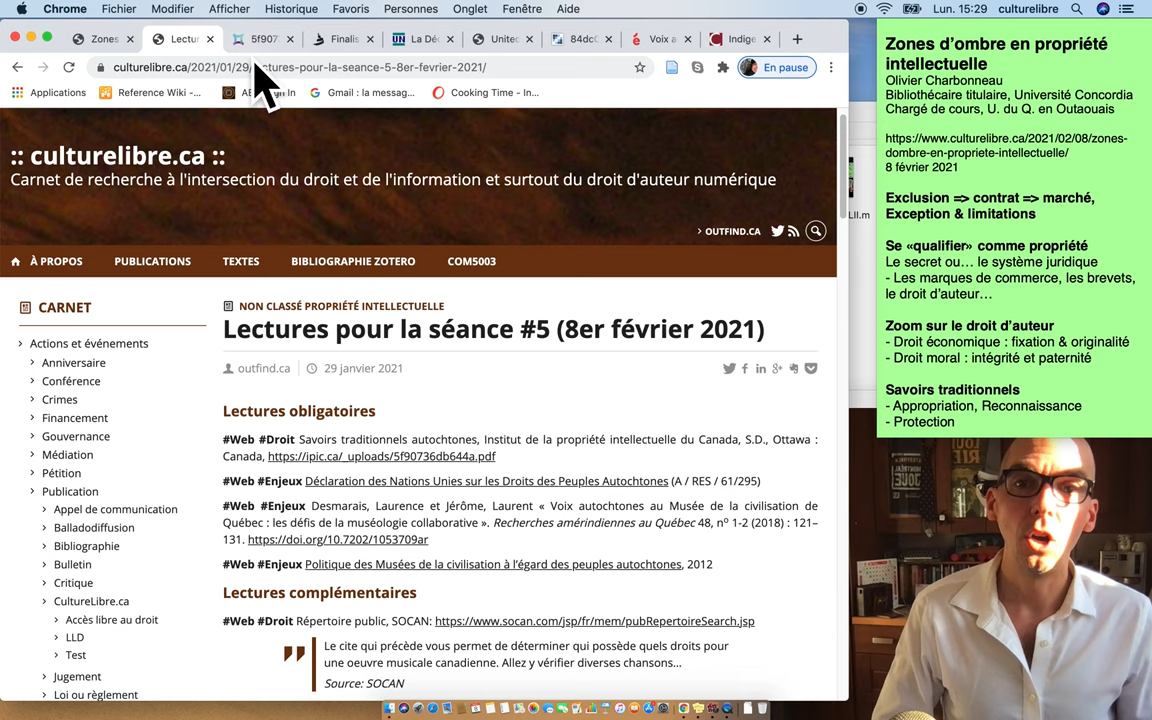 Chrome Fichier Modifier Afficher Historique Favoris Personnes Onglet Fenêtre Aide Lun. 15:29 culturelibre
Zones Lectur 5f907 Finalis La Déc Unitec 84dc Voix a Indige
culturelibre.ca/2021/01/29/lectures-pour-la-seance-5-8er-fevrier-2021/ En pause
Applications Reference Wiki -... Gmail : la messag... Cooking Time - In...
:: culturelibre.ca ::
Carnet de recherche à l'intersection du droit et de l'information et surtout du droit d'auteur numérique
> OUTFIND.CA
À PROPOS PUBLICATIONS TEXTES BIBLIOGRAPHIE ZOTERO COM5003
CARNET
Actions et événements
Anniversaire
Conférence
Crimes
Financement
Gouvernance
Médiation
Pétition
Publication
Appel de communication
Balladodiffusion
Bibliographie
Bulletin
Critique
CultureLibre.ca
Accès libre au droit
LLD
Test
Jugement
Loi ou règlement
NON CLASSÉ PROPRIÉTÉ INTELLECTUELLE
Lectures pour la séance #5 (8er février 2021)
outfind.ca 29 janvier 2021
Lectures obligatoires
#Web #Droit Savoirs traditionnels autochtones, Institut de la propriété intellectuelle du Canada, S.D., Ottawa :
Canada, https://ipic.ca/_uploads/5f90736db644a.pdf
#Web #Enjeux Déclaration des Nations Unies sur les Droits des Peuples Autochtones (A / RES / 61/295)
#Web #Enjeux Desmarais, Laurence et Jérôme, Laurent « Voix autochtones au Musée de la civilisation de
Québec : les défis de la muséologie collaborative ». Recherches amérindiennes au Québec 48, nº 1-2 (2018) : 121–
131. https://doi.org/10.7202/1053709ar
#Web #Enjeux Politique des Musées de la civilisation à l'égard des peuples autochtones, 2012
Lectures complémentaires
#Web #Droit Répertoire public, SOCAN: https://www.socan.com/jsp/fr/mem/pubRepertoireSearch.jsp
Le cite qui précède vous permet de déterminer qui possède quels droits pour
une oeuvre musicale canadienne. Allez y vérifier diverses chansons...
Source: SOCAN
Zones d'ombre en propriété
intellectuelle
Olivier Charbonneau
Bibliothécaire titulaire, Université Concordia
Chargé de cours, U. du Q. en Outaouais
https://www.culturelibre.ca/2021/02/08/zones-
dombre-en-propriete-intellectuelle/
8 février 2021
Exclusion => contrat => marché,
Exception & limitations
Se «qualifier» comme propriété
Le secret ou… le système juridique
- Les marques de commerce, les brevets,
le droit d'auteur…
Zoom sur le droit d'auteur
- Droit économique : fixation & originalité
- Droit moral : intégrité et paternité
Savoirs traditionnels
- Appropriation, Reconnaissance
- Protection